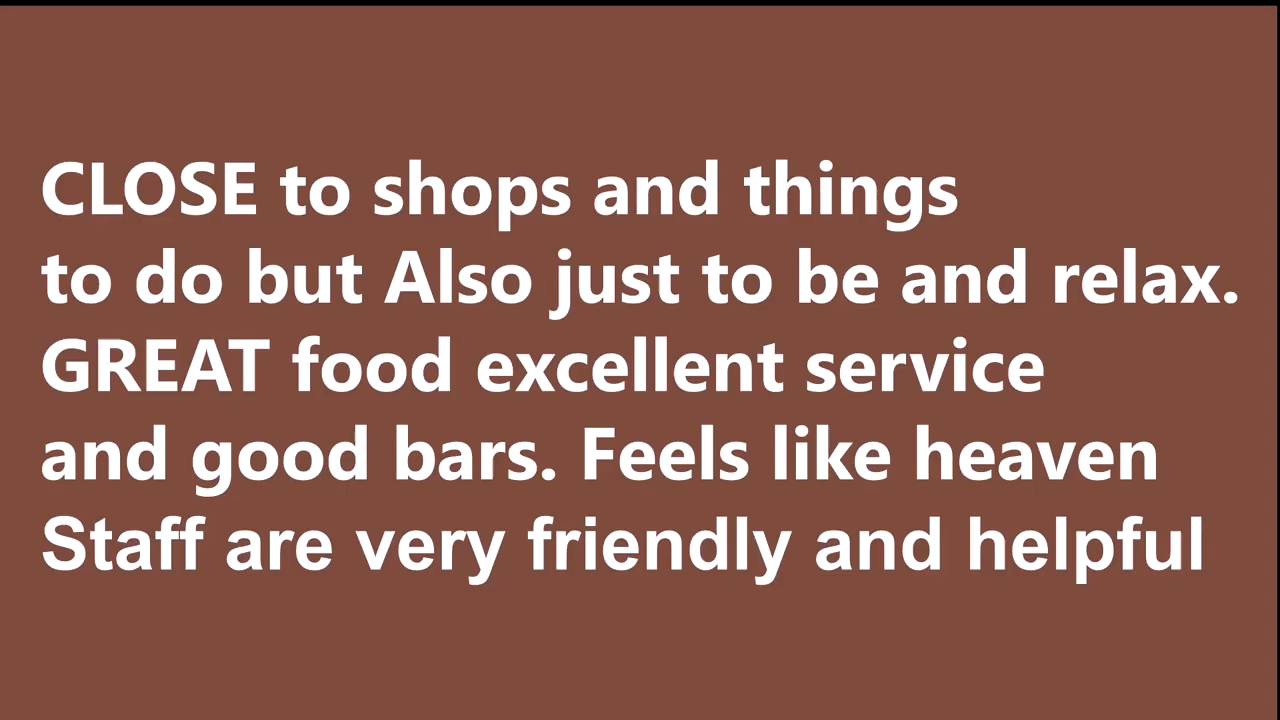 CLOSE to shops and things
to do but Also just to be and relax.
GREAT food excellent service
and good bars. Feels like heaven
Staff are very friendly and helpful